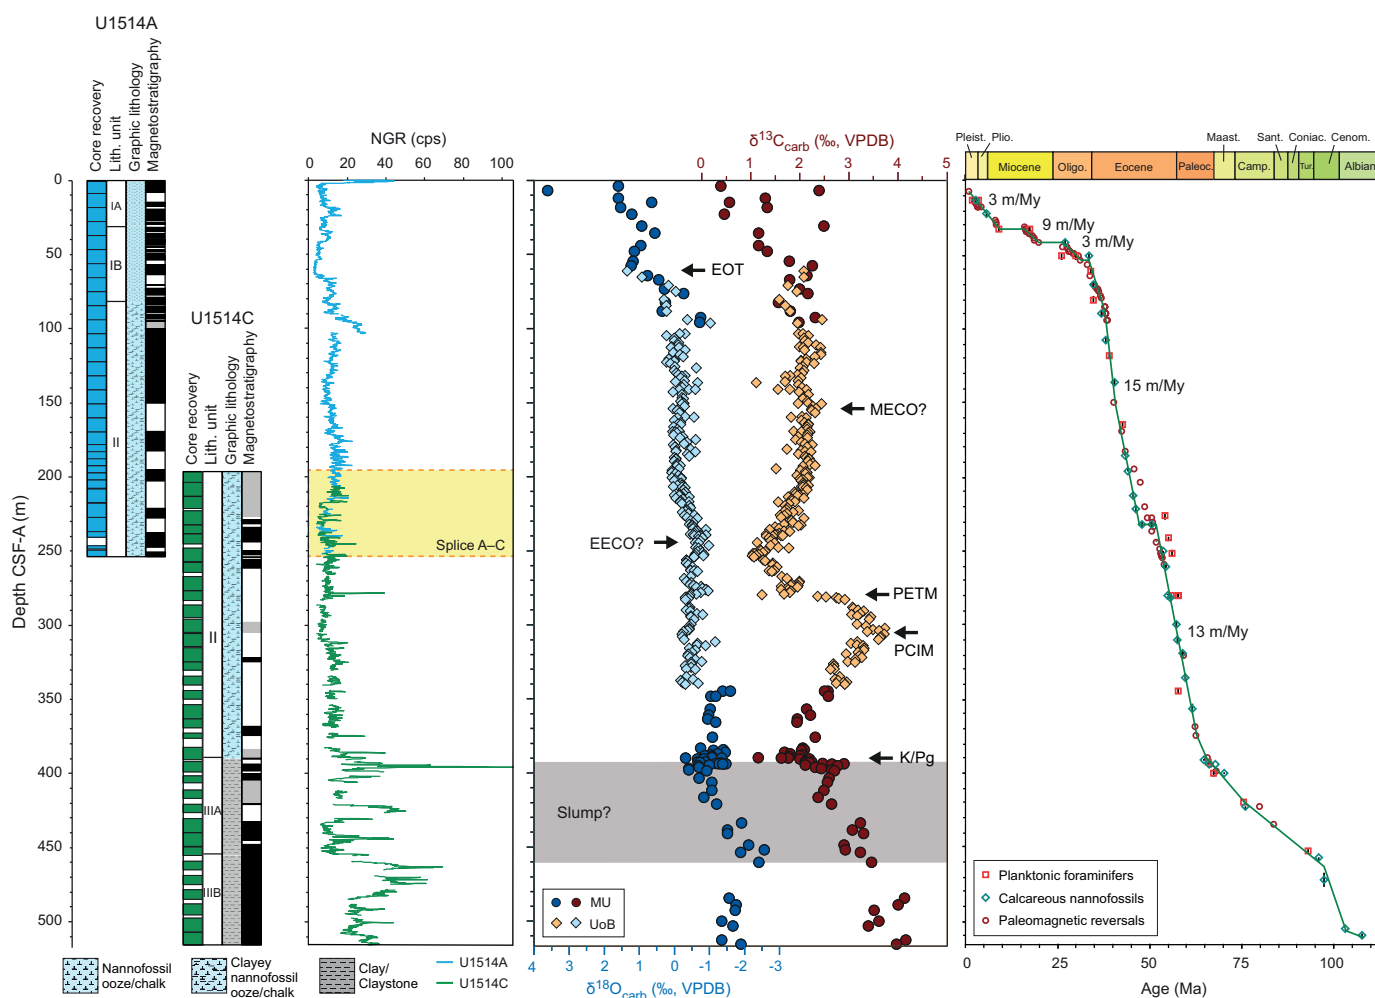 U1514A
Core recovery
Lith. unit
Graphic lithology
Magnetostratigraphy
U1514C
Core recovery
Lith. unit
Graphic lithology
Magnetostratigraphy
Depth CSF-A (m)
0
50
100
150
200
250
300
350
400
450
500
IA
IB
II
II
IIIA
IIIB
NGR (cps)
0 20 40 60 80 100
Splice A–C
U1514A
U1514C
δ13Ccarb (‰, VPDB)
0 1 2 3 4 5
EOT
MECO?
EECO?
PETM
PCIM
K/Pg
Slump?
MU
UoB
4 3 2 1 0 -1 -2 -3
δ18Ocarb (‰, VPDB)
Pleist. Plio. Maast. Sant. Coniac. Cenom.
Miocene Oligo. Eocene Paleoc. Camp. Tur. Albian
3 m/My
9 m/My
3 m/My
15 m/My
13 m/My
Planktonic foraminifers
Calcareous nannofossils
Paleomagnetic reversals
0 25 50 75 100
Age (Ma)
Nannofossil
ooze/chalk
Clayey
nannofossil
ooze/chalk
Clay/
Claystone